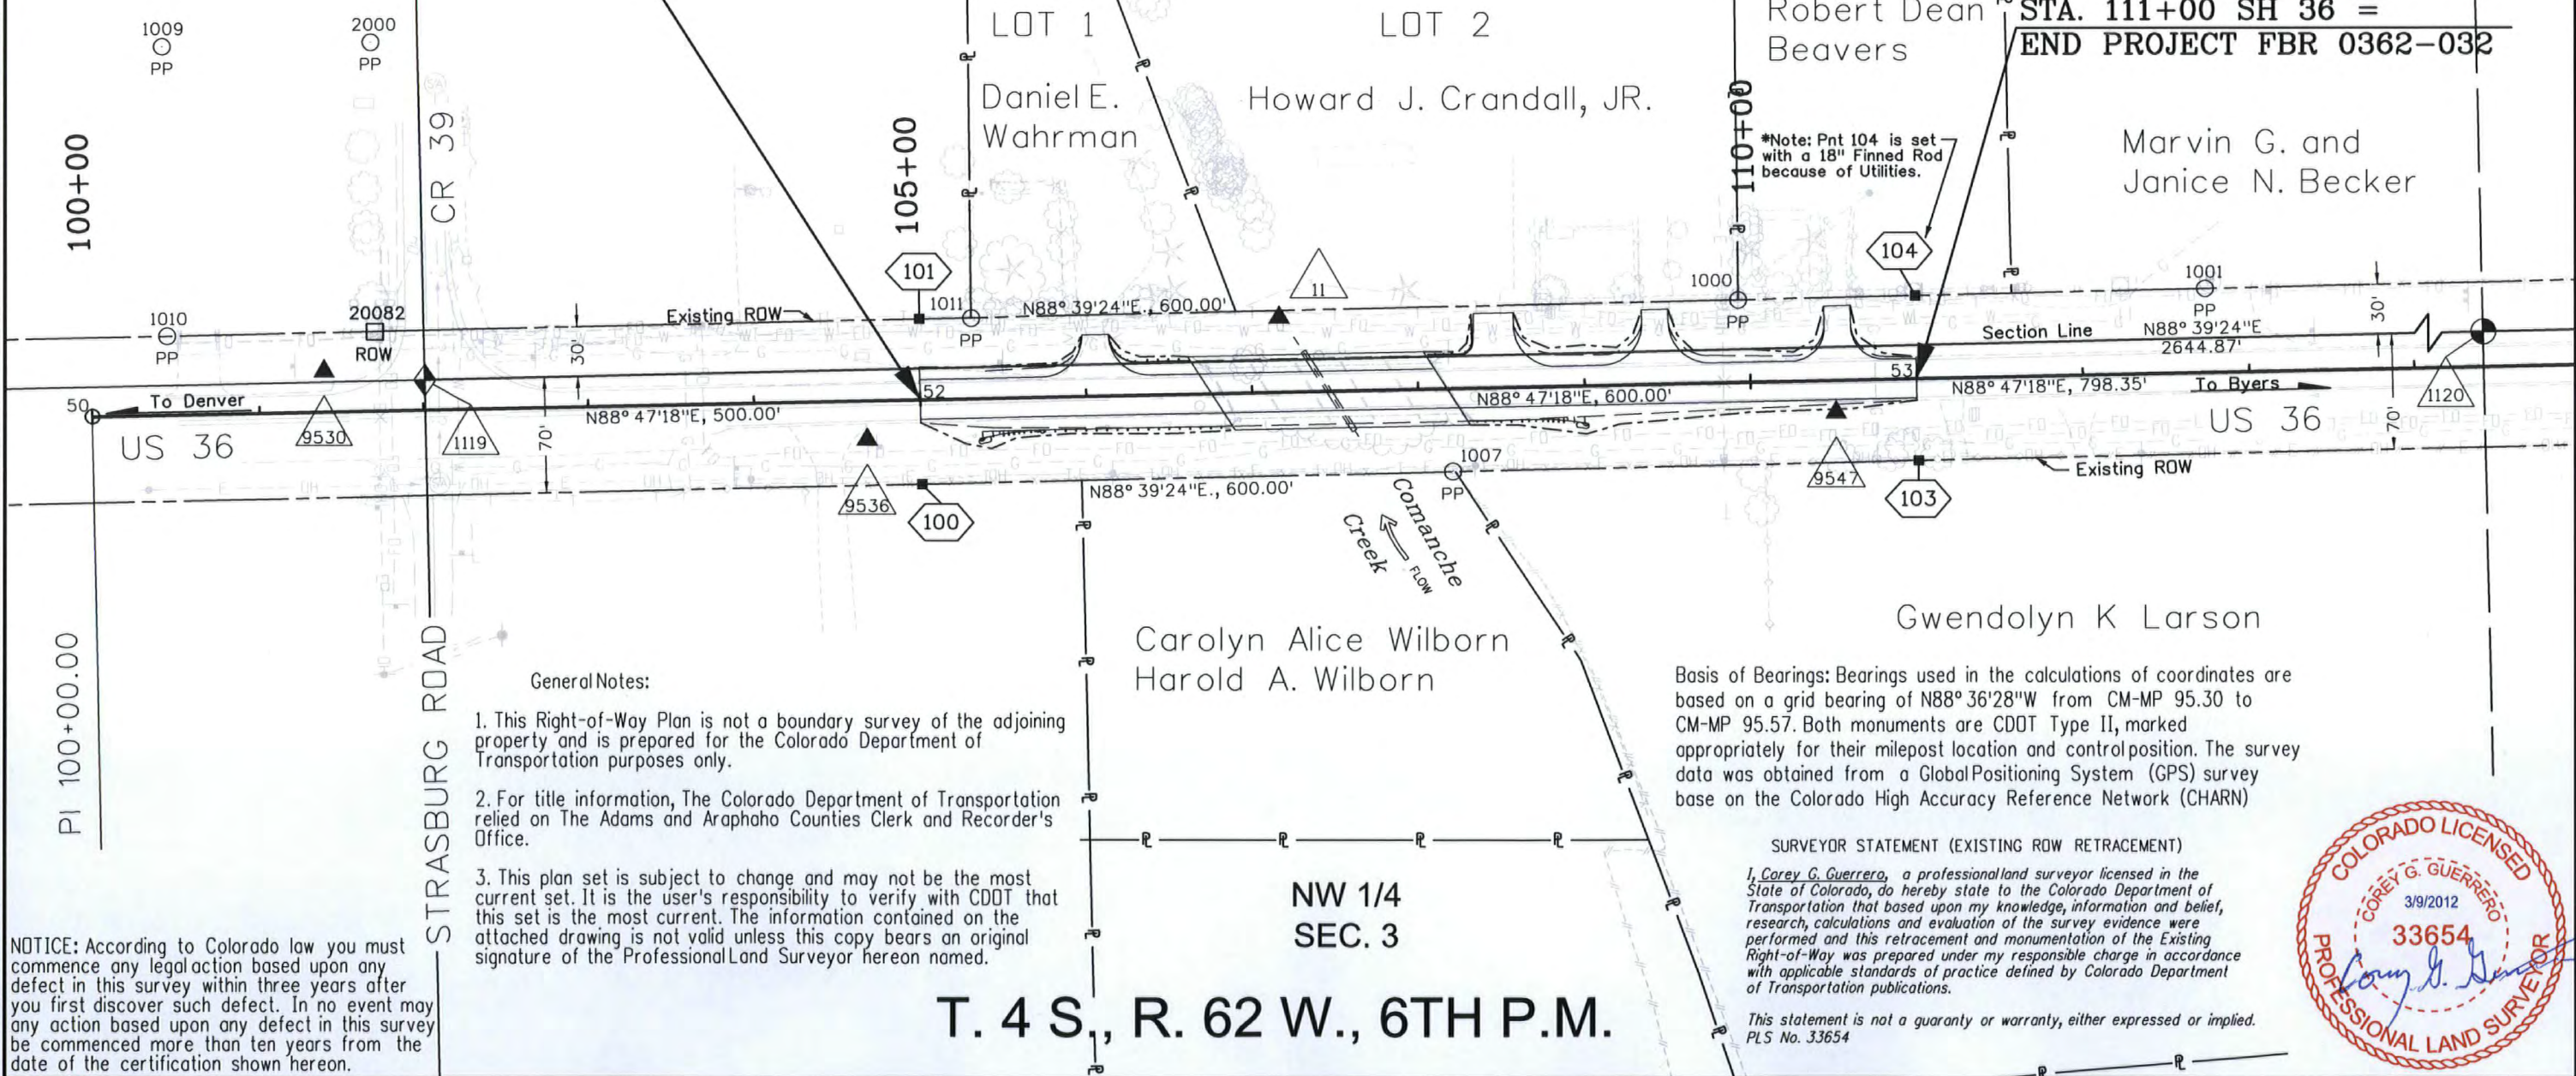 1009
PP
2000
PP
LOT 1
LOT 2
Robert Dean
Beavers
STA. 111+00 SH 36 =
END PROJECT FBR 0362-032
Daniel E.
Wahrman
Howard J. Crandall, JR.
*Note: Pnt 104 is set
with a 18" Finned Rod
because of Utilities.
Marvin G. and
Janice N. Becker
100+00
CR 39
105+00
110+00
101
104
11
1010
PP
20082
ROW
30'
Existing ROW
1011
PP
N88° 39'24"E., 600.00'
1000
PP
1001
PP
Section Line
N88° 39'24"E
2644.87'
30'
50
To Denver
US 36
9530
1119
70'
N88° 47'18"E, 500.00'
52
N88° 47'18"E, 600.00'
53
N88° 47'18"E, 798.35'
To Byers
US 36
1120
70'
9536
100
N88° 39'24"E., 600.00'
1007
PP
9547
103
Existing ROW
Comanche
Creek
FLOW
PI 100+00.00
STRASBURG ROAD
Carolyn Alice Wilborn
Harold A. Wilborn
Gwendolyn K Larson
General Notes:
1. This Right-of-Way Plan is not a boundary survey of the adjoining
property and is prepared for the Colorado Department of
Transportation purposes only.
2. For title information, The Colorado Department of Transportation
relied on The Adams and Araphaho Counties Clerk and Recorder's
Office.
3. This plan set is subject to change and may not be the most
current set. It is the user's responsibility to verify with CDOT that
this set is the most current. The information contained on the
attached drawing is not valid unless this copy bears an original
signature of the Professional Land Surveyor hereon named.
NOTICE: According to Colorado law you must
commence any legal action based upon any
defect in this survey within three years after
you first discover such defect. In no event may
any action based upon any defect in this survey
be commenced more than ten years from the
date of the certification shown hereon.
NW 1/4
SEC. 3
T. 4 S., R. 62 W., 6TH P.M.
Basis of Bearings: Bearings used in the calculations of coordinates are
based on a grid bearing of N88° 36'28"W from CM-MP 95.30 to
CM-MP 95.57. Both monuments are CDOT Type II, marked
appropriately for their milepost location and control position. The survey
data was obtained from a Global Positioning System (GPS) survey
base on the Colorado High Accuracy Reference Network (CHARN)
SURVEYOR STATEMENT (EXISTING ROW RETRACEMENT)
I, Corey G. Guerrero, a professional land surveyor licensed in the
State of Colorado, do hereby state to the Colorado Department of
Transportation that based upon my knowledge, information and belief,
research, calculations and evaluation of the survey evidence were
performed and this retracement and monumentation of the Existing
Right-of-Way was prepared under my responsible charge in accordance
with applicable standards of practice defined by Colorado Department
of Transportation publications.
This statement is not a guaranty or warranty, either expressed or implied.
PLS No. 33654
COLORADO LICENSED
COREY G. GUERRERO
3/9/2012
33654
PROFESSIONAL LAND SURVEYOR